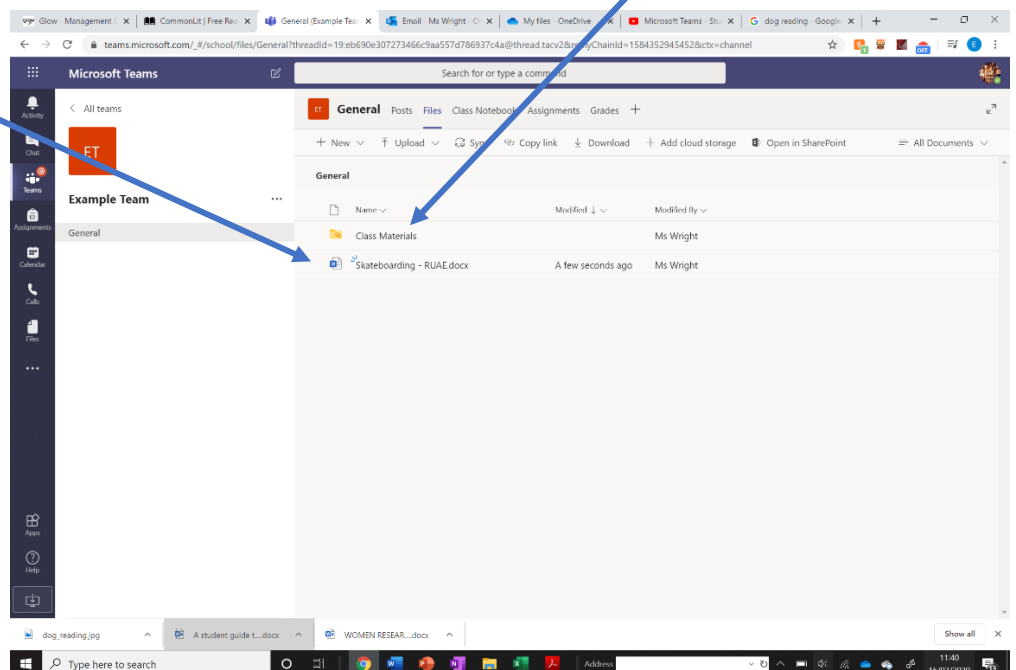 Glow - Management C CommonLit | Free Rea General (Example Tea Email - Ms Wright - O My files - OneDrive Microsoft Teams - Stu dog reading - Google
teams.microsoft.com/_#/school/files/General?threadId=19:eb690e307273466c9aa557d786937c4a@thread.tacv2& ChainId=1584352945452&ctx=channel OFF E
Microsoft Teams Search for or type a command
Activity
Chat
Teams
Assignments
Calendar
Calls
Files
Apps
Help
< All teams
ET
Example Team ...
General
ET General Posts Files Class Notebook Assignments Grades +
+ New Upload Sync Copy link Download + Add cloud storage Open in SharePoint All Documents
General
Name Modified ↓ Modified By
Class Materials Ms Wright
Skateboarding - RUAE.docx A few seconds ago Ms Wright
dog_reading.jpg A student guide t....docx WOMEN RESEAR....docx Show all
Type here to search Address 11:40